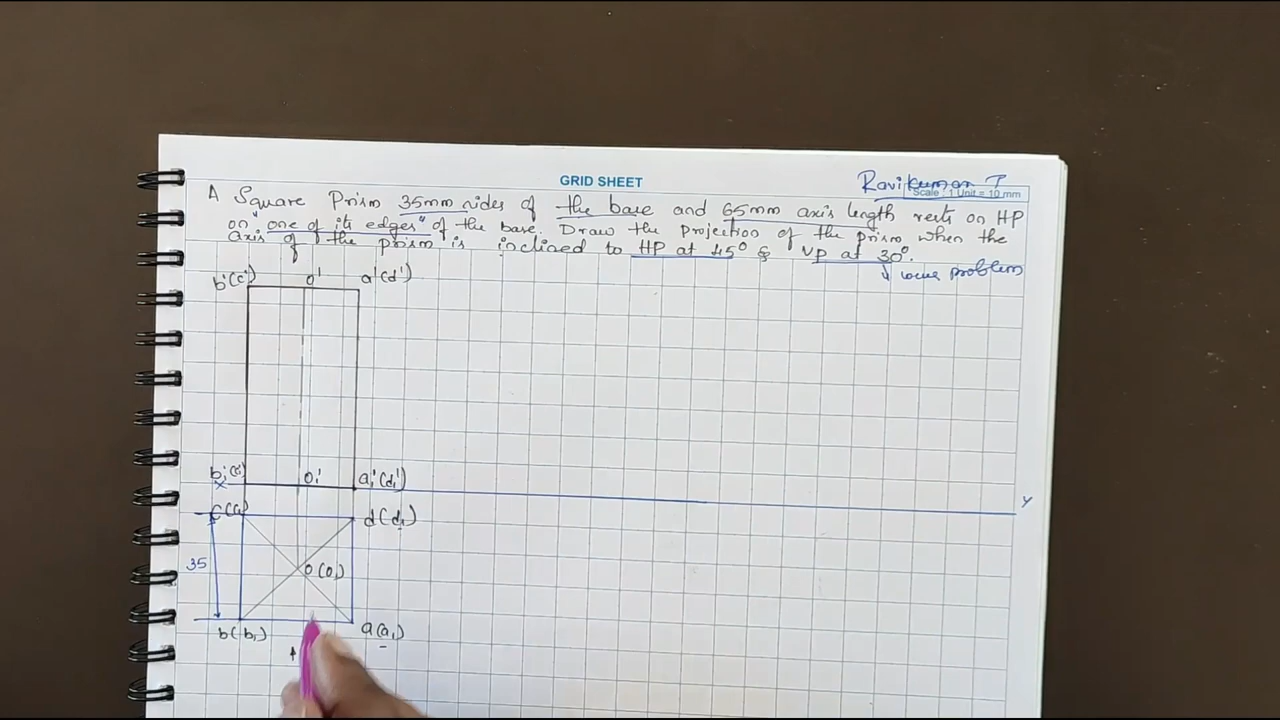 GRID SHEET
Ravikumar T
Scale : 1 Unit = 10 mm
A Square Prism 35mm sides of the base and 65mm axis length rests on HP
on "one of its edges" of the base. Draw the projection of the prism when the
axis of the prism is inclined to HP at 45° & VP at 30°.
problem
b'(c') o' a'(d')
b₁'(c₁') o₁' a₁'(d₁')
X Y
d(d₁)
35 o(o₁)
b(b₁) a(a₁)